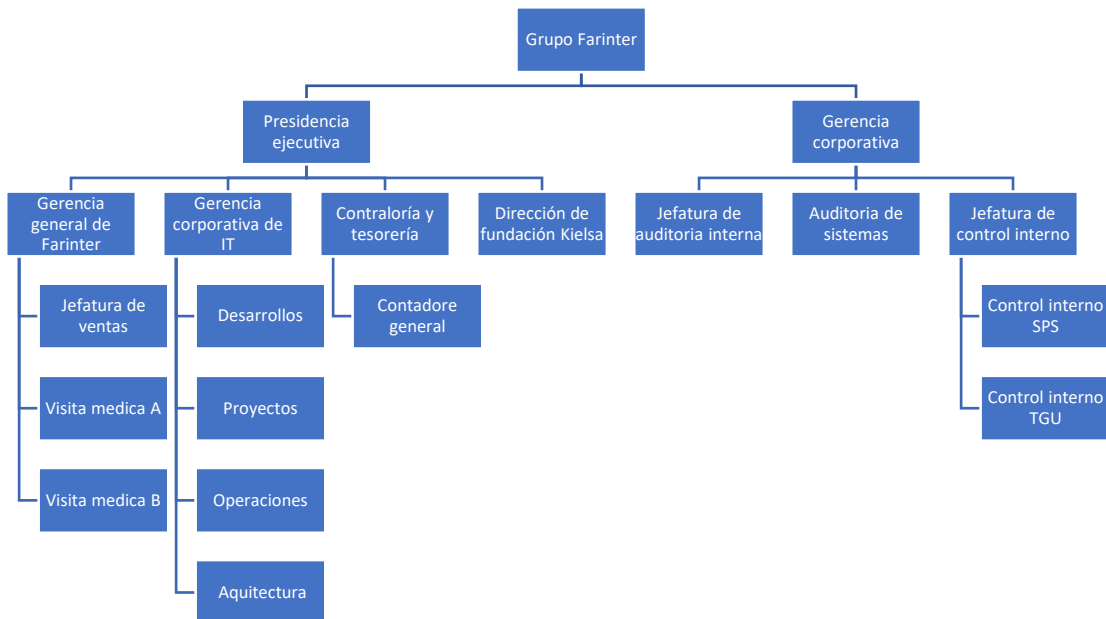 Grupo Farinter
Presidencia
ejecutiva
Gerencia
corporativa
Gerencia
general de
Farinter
Gerencia
corporativa de
IT
Contraloría y
tesorería
Dirección de
fundación Kielsa
Jefatura de
auditoria interna
Auditoria de
sistemas
Jefatura de
control interno
Jefatura de
ventas
Desarrollos
Contadore
general
Control interno
SPS
Visita medica A
Proyectos
Control interno
TGU
Visita medica B
Operaciones
Aquitectura